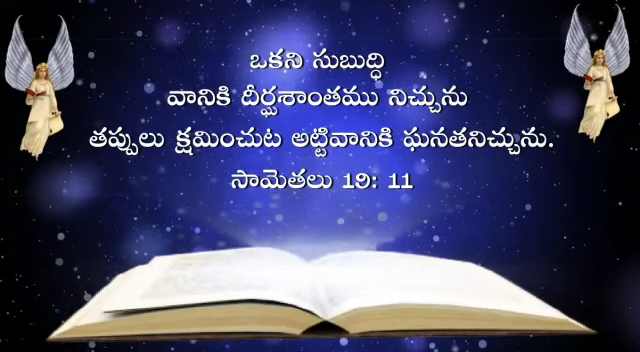 ఒకని సుబుద్ధి
వానికి దీర్ఘశాంతము నిచ్చును
తప్పులు క్షమించుట అట్టివానికి ఘనతనిచ్చును.
సామెతలు 19: 11